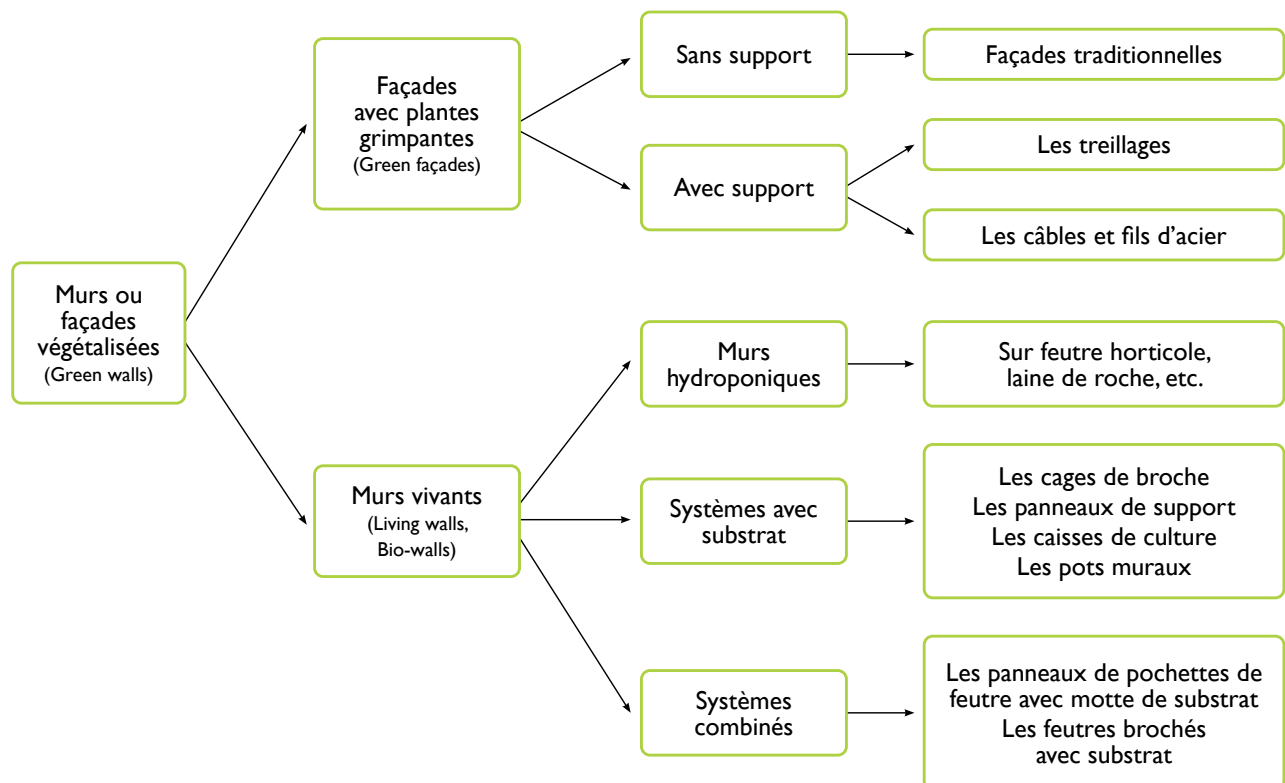 Murs ou
façades
végétalisées
(Green walls)
Façades
avec plantes
grimpantes
(Green façades)
Sans support
Façades traditionnelles
Avec support
Les treillages
Les câbles et fils d’acier
Murs vivants
(Living walls,
Bio-walls)
Murs
hydroponiques
Sur feutre horticole,
laine de roche, etc.
Systèmes avec
substrat
Les cages de broche
Les panneaux de support
Les caisses de culture
Les pots muraux
Systèmes
combinés
Les panneaux de pochettes de
feutre avec motte de substrat
Les feutres brochés
avec substrat